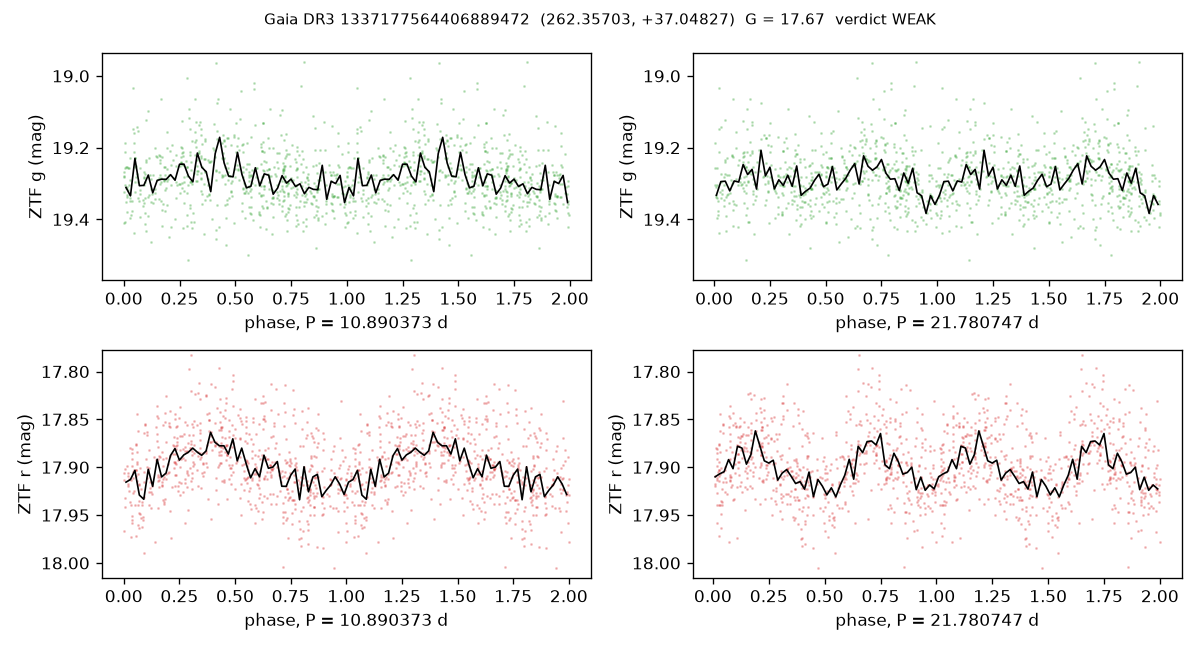 Gaia DR3 1337177564406889472 (262.35703, +37.04827) G = 17.67 verdict WEAK
ZTF g (mag)
19.0
19.2
19.4
0.00 0.25 0.50 0.75 1.00 1.25 1.50 1.75 2.00
phase, P = 10.890373 d
ZTF g (mag)
19.0
19.2
19.4
0.00 0.25 0.50 0.75 1.00 1.25 1.50 1.75 2.00
phase, P = 21.780747 d
ZTF r (mag)
17.80
17.85
17.90
17.95
18.00
0.00 0.25 0.50 0.75 1.00 1.25 1.50 1.75 2.00
phase, P = 10.890373 d
ZTF r (mag)
17.80
17.85
17.90
17.95
18.00
0.00 0.25 0.50 0.75 1.00 1.25 1.50 1.75 2.00
phase, P = 21.780747 d